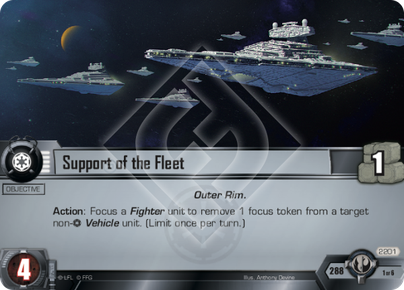 Support of the Fleet
1
OBJECTIVE
Outer Rim.
Action: Focus a Fighter unit to remove 1 focus token from a target
non- Vehicle unit. (Limit once per turn.)
4
© LFL © FFG
Illus. Anthony Devine
2201
288
1 of 6